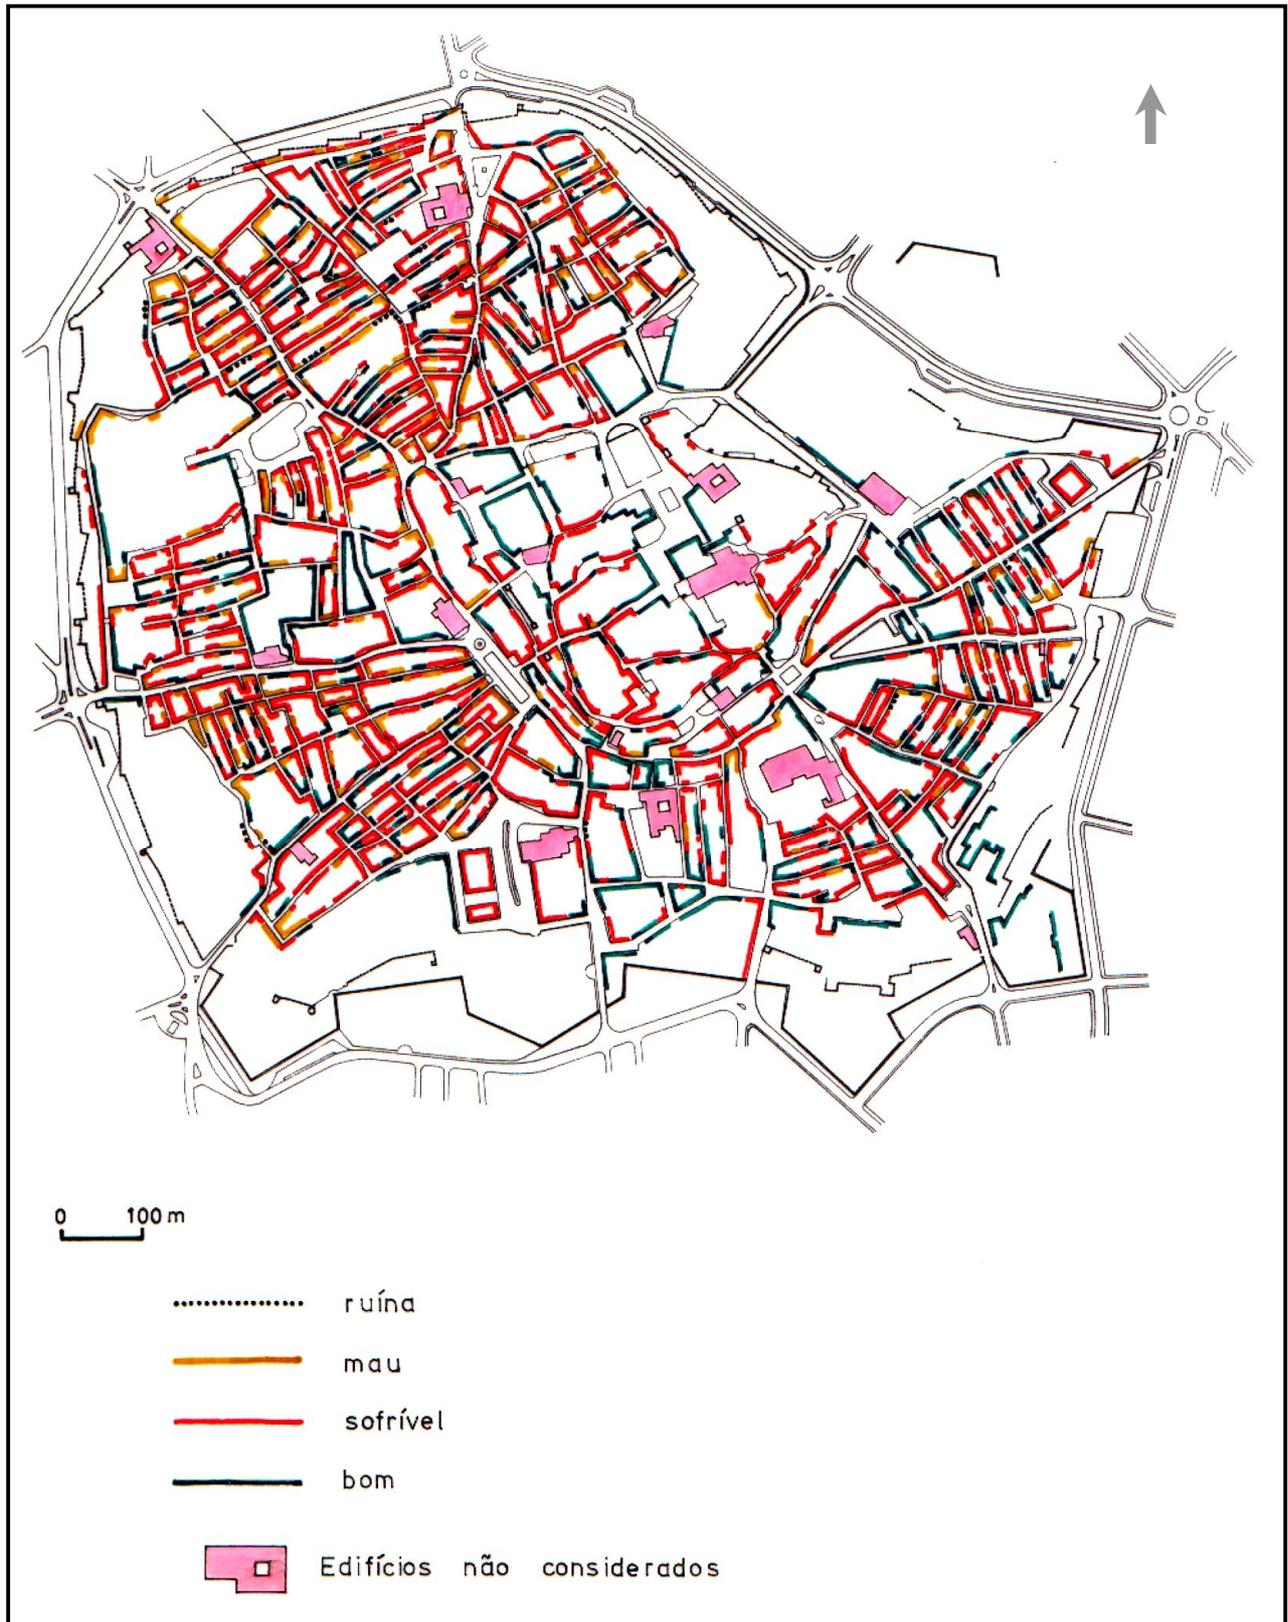 0 100 m
ruína
mau
sofrível
bom
Edifícios não considerados